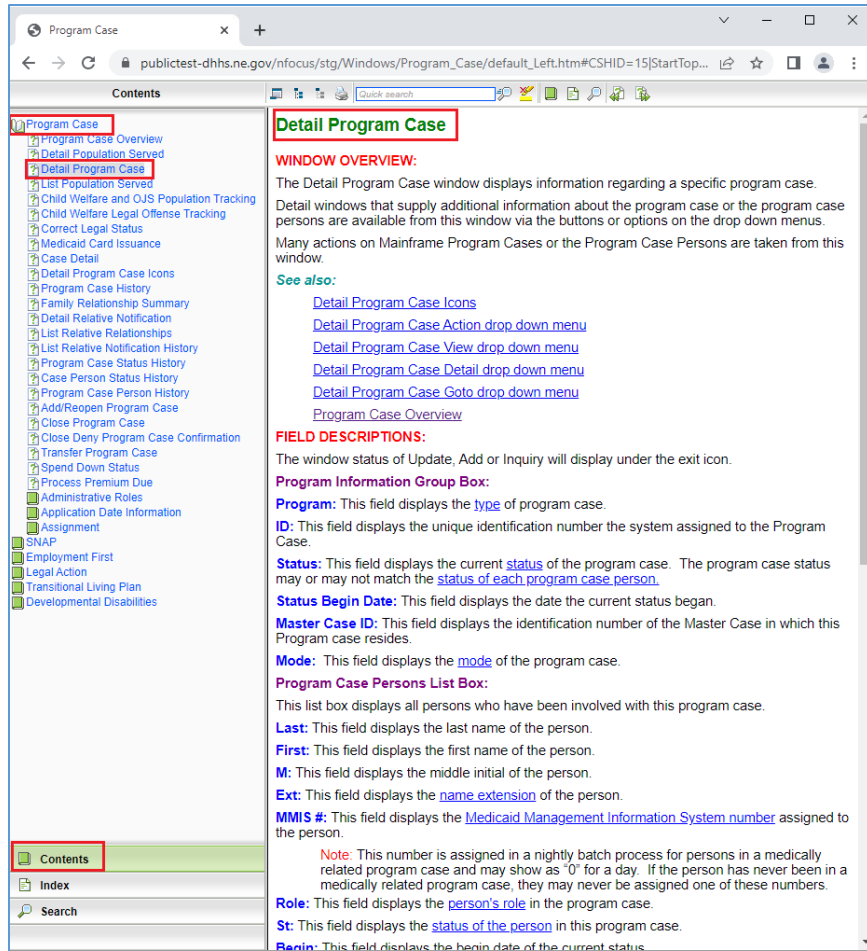 Program Case
publictest-dhhs.ne.gov/nfocus/stg/Windows/Program_Case/default_Left.htm#CSHID=15|StartTop...
Contents
Quick search
Program Case
Program Case Overview
Detail Population Served
Detail Program Case
List Population Served
Child Welfare and OJS Population Tracking
Child Welfare Legal Offense Tracking
Correct Legal Status
Medicaid Card Issuance
Case Detail
Detail Program Case Icons
Program Case History
Family Relationship Summary
Detail Relative Notification
List Relative Relationships
List Relative Notification History
Program Case Status History
Case Person Status History
Program Case Person History
Add/Reopen Program Case
Close Program Case
Close Deny Program Case Confirmation
Transfer Program Case
Spend Down Status
Process Premium Due
Administrative Roles
Application Date Information
Assignment
SNAP
Employment First
Legal Action
Transitional Living Plan
Developmental Disabilities
Contents
Index
Search
Detail Program Case
WINDOW OVERVIEW:
The Detail Program Case window displays information regarding a specific program case.
Detail windows that supply additional information about the program case or the program case
persons are available from this window via the buttons or options on the drop down menus.
Many actions on Mainframe Program Cases or the Program Case Persons are taken from this
window.
See also:
Detail Program Case Icons
Detail Program Case Action drop down menu
Detail Program Case View drop down menu
Detail Program Case Detail drop down menu
Detail Program Case Goto drop down menu
Program Case Overview
FIELD DESCRIPTIONS:
The window status of Update, Add or Inquiry will display under the exit icon.
Program Information Group Box:
Program: This field displays the type of program case.
ID: This field displays the unique identification number the system assigned to the Program
Case.
Status: This field displays the current status of the program case. The program case status
may or may not match the status of each program case person.
Status Begin Date: This field displays the date the current status began.
Master Case ID: This field displays the identification number of the Master Case in which this
Program case resides.
Mode: This field displays the mode of the program case.
Program Case Persons List Box:
This list box displays all persons who have been involved with this program case.
Last: This field displays the last name of the person.
First: This field displays the first name of the person.
M: This field displays the middle initial of the person.
Ext: This field displays the name extension of the person.
MMIS #: This field displays the Medicaid Management Information System number assigned to
the person.
Note: This number is assigned in a nightly batch process for persons in a medically
related program case and may show as “0” for a day. If the person has never been in a
medically related program case, they may never be assigned one of these numbers.
Role: This field displays the person's role in the program case.
St: This field displays the status of the person in this program case.
Begin: This field displays the begin date of the current status